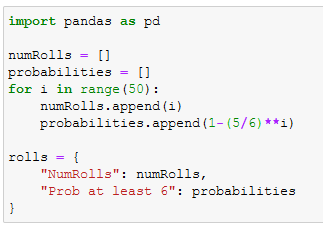 import pandas as pd
numRolls = []
probabilities = []
for i in range(50):
    numRolls.append(i)
    probabilities.append(1-(5/6)**i)
rolls = {
    "NumRolls": numRolls,
    "Prob at least 6": probabilities
}